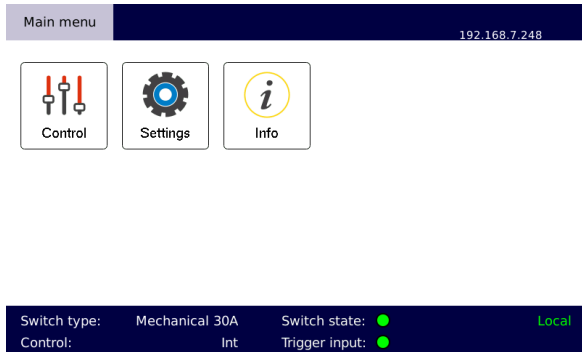 Main menu
192.168.7.248
Control Settings Info
Switch type: Mechanical 30A Switch state: Local
Control: Int Trigger input: